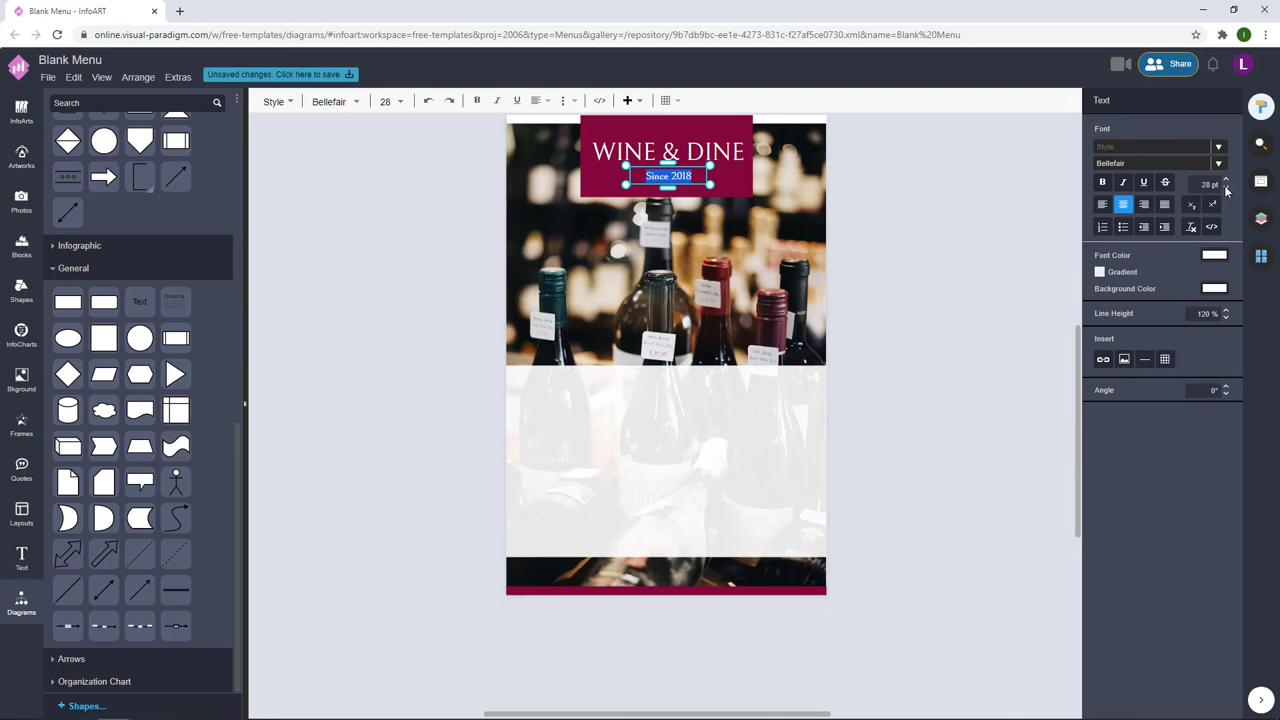 Blank Menu - InfoART
online.visual-paradigm.com/w/free-templates/diagrams/#infoart:workspace=free-templates&proj=2006&type=Menus&gallery=/repository/9b7db9bc-ee1e-4273-831c-f27af5ce0730.xml&name=Blank%20Menu
I
Blank Menu
File Edit View Arrange Extras
Unsaved changes. Click here to save.
Share
L
Search
Style Bellefair 28
B I U
Text
InfoArts
Artworks
Photos
Blocks
Shapes
InfoCharts
Bkground
Frames
Quotes
Layouts
Text
Diagrams
Infographic
General
Text
Heading
Arrows
Organization Chart
+ Shapes...
WINE & DINE
Since 2018
Font
Style
Bellefair
B I U S 28 pt
Font Color
Gradient
Background Color
Line Height 120 %
Insert
Angle 0°